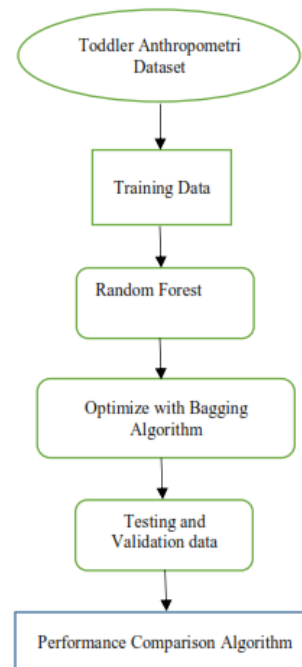 Toddler Anthropometri
Dataset
Training Data
Random Forest
Optimize with Bagging
Algorithm
Testing and
Validation data
Performance Comparison Algorithm